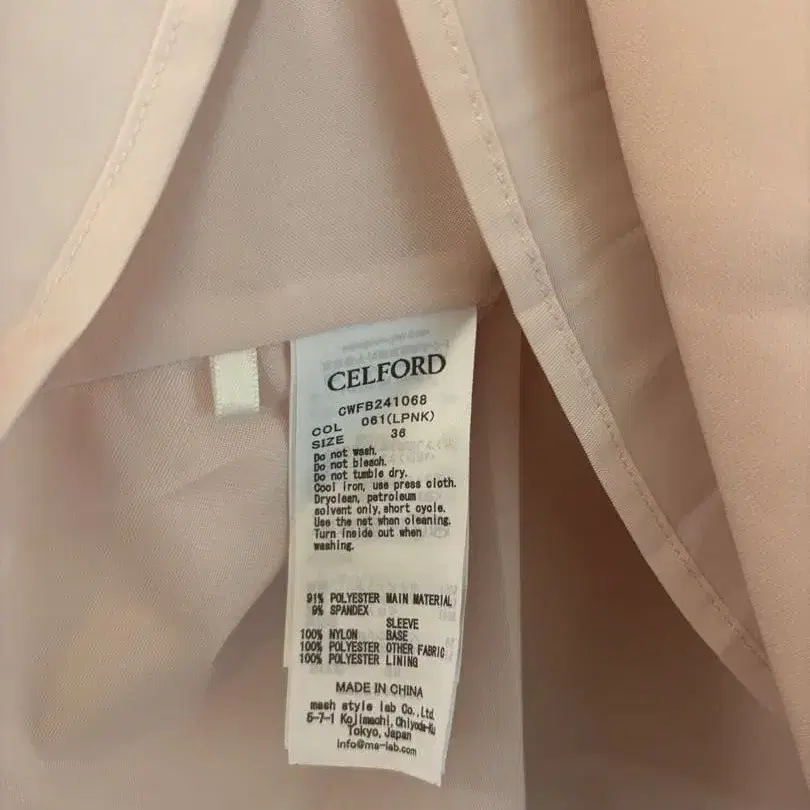 CELFORD
CWFB241068
COL 061(LPNK)
SIZE 36
Do not wash.
Do not bleach.
Do not tumble dry.
Cool iron, use press cloth.
Dryclean, petroleum
solvent only,short cycle.
Use the net when cleaning.
Turn inside out when
washing.
91% POLYESTER MAIN MATERIAL
9% SPANDEX
SLEEVE
100% NYLON BASE
100% POLYESTER OTHER FABRIC
100% POLYESTER LINING
MADE IN CHINA
mash style lab Co.,Ltd.
5-7-1 Kojimachi,Chiyoda-Ku
Tokyo,Japan
info@ms-lab.com